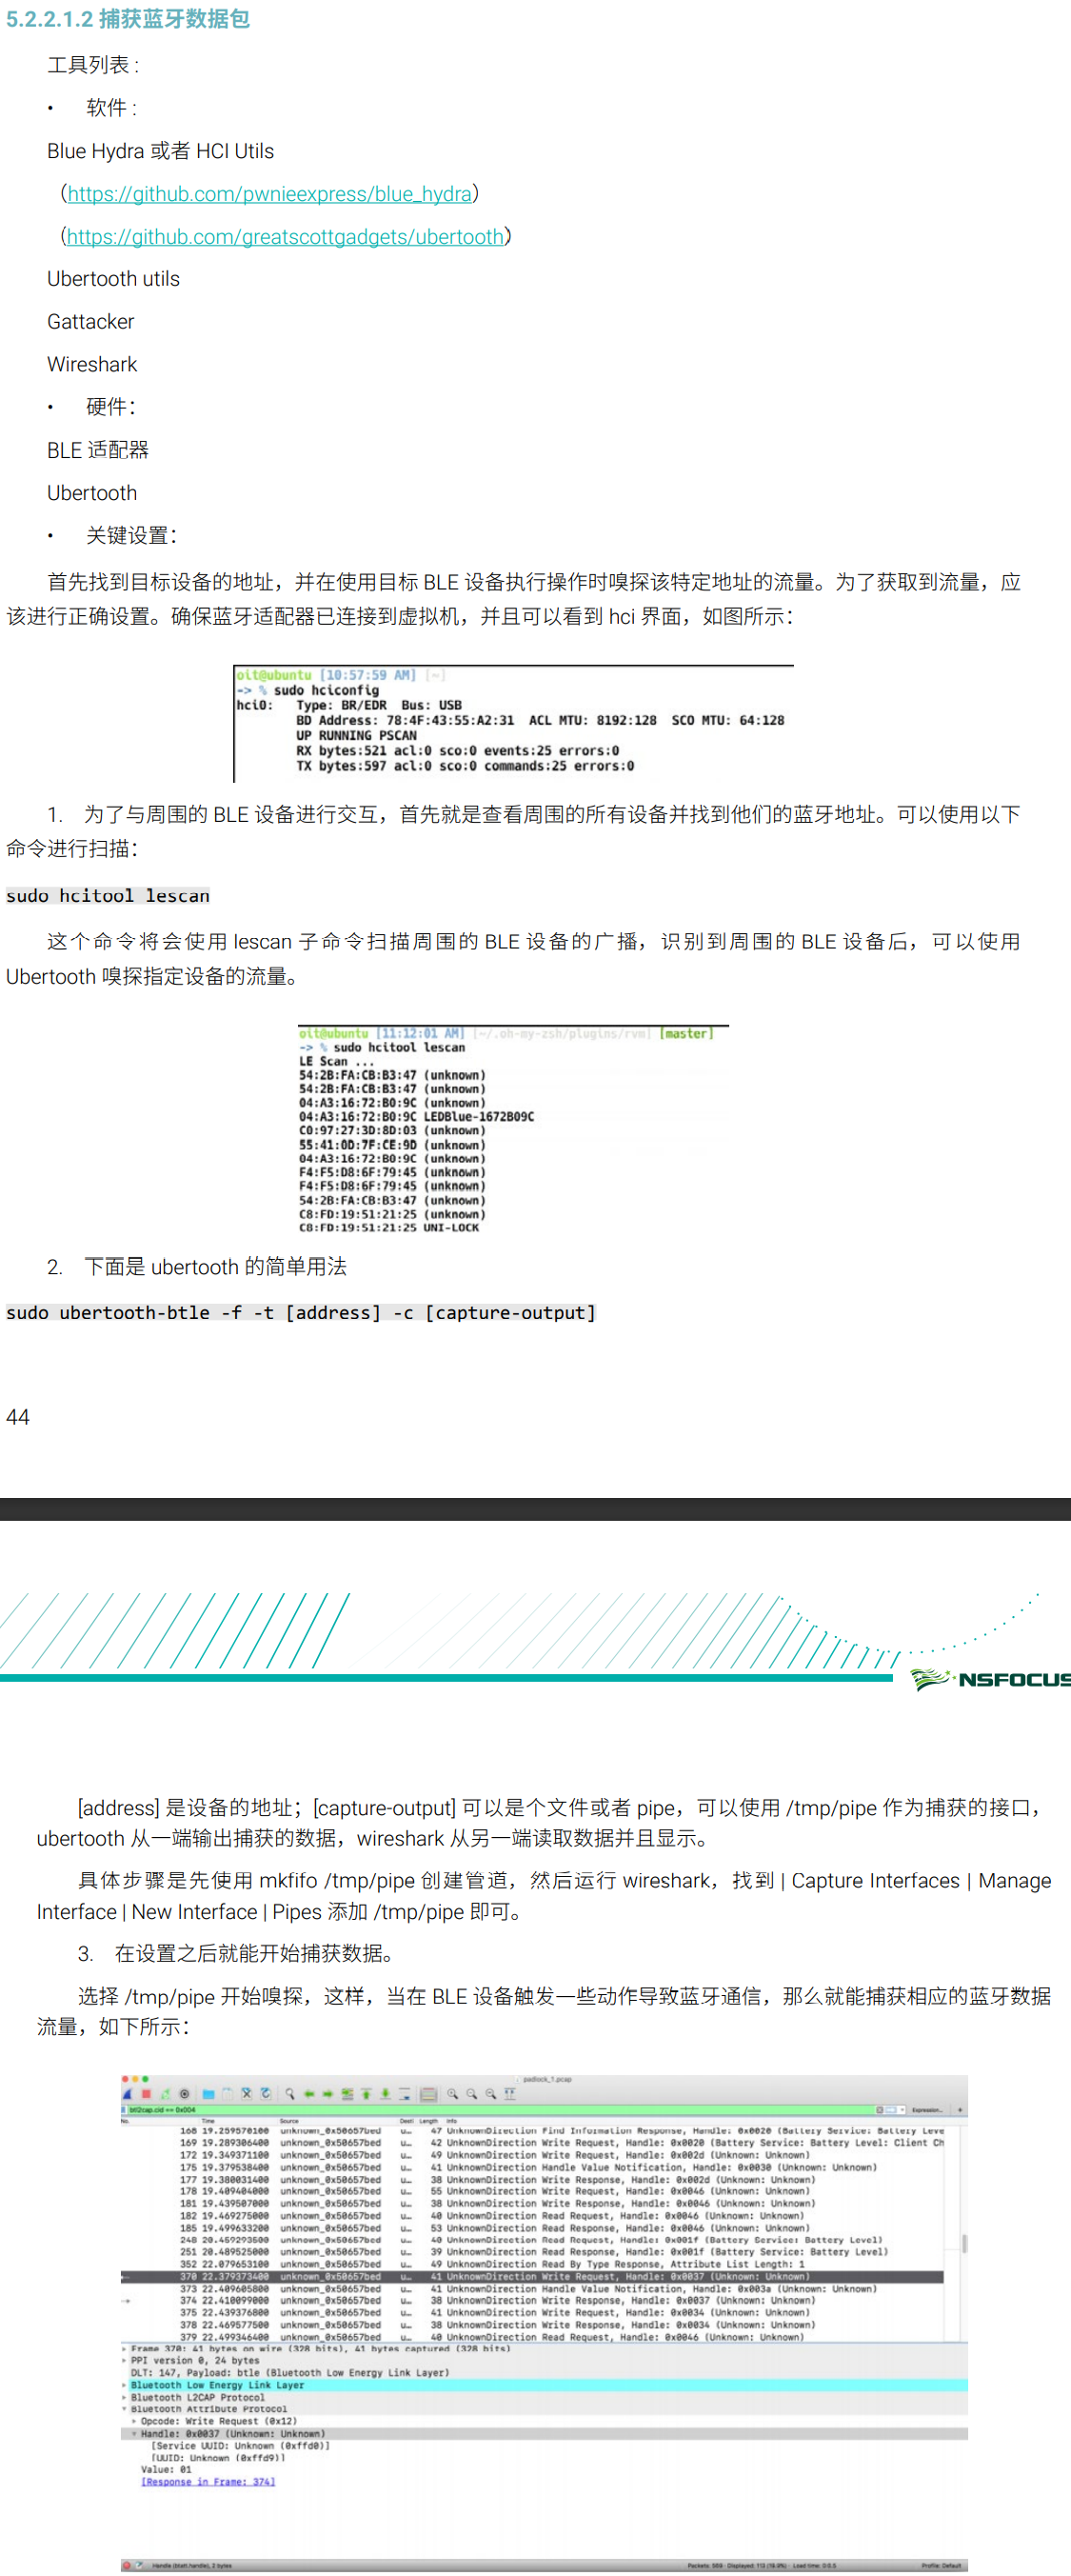 5.2.2.1.2 捕获蓝牙数据包
工具列表 :
• 软件 :
Blue Hydra 或者 HCI Utils
（https://github.com/pwnieexpress/blue_hydra）
（https://github.com/greatscottgadgets/ubertooth）
Ubertooth utils
Gattacker
Wireshark
• 硬件：
BLE 适配器
Ubertooth
• 关键设置：
首先找到目标设备的地址，并在使用目标 BLE 设备执行操作时嗅探该特定地址的流量。为了获取到流量，应
该进行正确设置。确保蓝牙适配器已连接到虚拟机，并且可以看到 hci 界面，如图所示：
oit@ubuntu [10:57:59 AM] [~]
-> % sudo hciconfig
hci0: Type: BR/EDR Bus: USB
BD Address: 78:4F:43:55:A2:31 ACL MTU: 8192:128 SCO MTU: 64:128
UP RUNNING PSCAN
RX bytes:521 acl:0 sco:0 events:25 errors:0
TX bytes:597 acl:0 sco:0 commands:25 errors:0
1. 为了与周围的 BLE 设备进行交互，首先就是查看周围的所有设备并找到他们的蓝牙地址。可以使用以下
命令进行扫描：
sudo hcitool lescan
这个命令将会使用 lescan 子命令扫描周围的 BLE 设备的广播，识别到周围的 BLE 设备后，可以使用
Ubertooth 嗅探指定设备的流量。
oit@ubuntu [11:12:01 AM] [~/.oh-my-zsh/plugins/rvm] [master]
-> % sudo hcitool lescan
LE Scan ...
54:2B:FA:CB:B3:47 (unknown)
54:2B:FA:CB:B3:47 (unknown)
04:A3:16:72:B0:9C (unknown)
04:A3:16:72:B0:9C LEDBlue-1672B09C
C0:97:27:3D:8D:03 (unknown)
55:41:0D:7F:CE:9D (unknown)
04:A3:16:72:B0:9C (unknown)
F4:F5:D8:6F:79:45 (unknown)
F4:F5:D8:6F:79:45 (unknown)
54:2B:FA:CB:B3:47 (unknown)
C8:FD:19:51:21:25 (unknown)
C8:FD:19:51:21:25 UNI-LOCK
2. 下面是 ubertooth 的简单用法
sudo ubertooth-btle -f -t [address] -c [capture-output]
44
NSFOCUS
[address] 是设备的地址；[capture-output] 可以是个文件或者 pipe，可以使用 /tmp/pipe 作为捕获的接口，
ubertooth 从一端输出捕获的数据，wireshark 从另一端读取数据并且显示。
具体步骤是先使用 mkfifo /tmp/pipe 创建管道，然后运行 wireshark，找到 | Capture Interfaces | Manage
Interface | New Interface | Pipes 添加 /tmp/pipe 即可。
3. 在设置之后就能开始捕获数据。
选择 /tmp/pipe 开始嗅探，这样，当在 BLE 设备触发一些动作导致蓝牙通信，那么就能捕获相应的蓝牙数据
流量，如下所示：
padlock_1.pcap
btl2cap.cid == 0x004 Expression... +
No. Time Source Desti Length Info
168 19.259570100 unknown_0x50657bed u… 47 UnknownDirection Find Information Response, Handle: 0x0020 (Battery Service: Battery Leve
169 19.289306400 unknown_0x50657bed u… 42 UnknownDirection Write Request, Handle: 0x0020 (Battery Service: Battery Level: Client Ch
172 19.349371100 unknown_0x50657bed u… 49 UnknownDirection Write Request, Handle: 0x002d (Unknown: Unknown)
175 19.379538400 unknown_0x50657bed u… 41 UnknownDirection Handle Value Notification, Handle: 0x0030 (Unknown: Unknown)
177 19.380031400 unknown_0x50657bed u… 38 UnknownDirection Write Response, Handle: 0x002d (Unknown: Unknown)
178 19.409404000 unknown_0x50657bed u… 55 UnknownDirection Write Request, Handle: 0x0046 (Unknown: Unknown)
181 19.439507000 unknown_0x50657bed u… 38 UnknownDirection Write Response, Handle: 0x0046 (Unknown: Unknown)
182 19.469275000 unknown_0x50657bed u… 40 UnknownDirection Read Request, Handle: 0x0046 (Unknown: Unknown)
185 19.499633200 unknown_0x50657bed u… 53 UnknownDirection Read Response, Handle: 0x0046 (Unknown: Unknown)
248 20.459293500 unknown_0x50657bed u… 40 UnknownDirection Read Request, Handle: 0x001f (Battery Service: Battery Level)
251 20.489525000 unknown_0x50657bed u… 39 UnknownDirection Read Response, Handle: 0x001f (Battery Service: Battery Level)
352 22.079653100 unknown_0x50657bed u… 49 UnknownDirection Read By Type Response, Attribute List Length: 1
370 22.379373400 unknown_0x50657bed u… 41 UnknownDirection Write Request, Handle: 0x0037 (Unknown: Unknown)
373 22.409605800 unknown_0x50657bed u… 41 UnknownDirection Handle Value Notification, Handle: 0x003a (Unknown: Unknown)
374 22.410099000 unknown_0x50657bed u… 38 UnknownDirection Write Response, Handle: 0x0037 (Unknown: Unknown)
375 22.439376800 unknown_0x50657bed u… 41 UnknownDirection Write Request, Handle: 0x0034 (Unknown: Unknown)
378 22.469577500 unknown_0x50657bed u… 38 UnknownDirection Write Response, Handle: 0x0034 (Unknown: Unknown)
379 22.499346400 unknown_0x50657bed u… 40 UnknownDirection Read Request, Handle: 0x0046 (Unknown: Unknown)
Frame 370: 41 bytes on wire (328 bits), 41 bytes captured (328 bits)
PPI version 0, 24 bytes
DLT: 147, Payload: btle (Bluetooth Low Energy Link Layer)
Bluetooth Low Energy Link Layer
Bluetooth L2CAP Protocol
Bluetooth Attribute Protocol
Opcode: Write Request (0x12)
Handle: 0x0037 (Unknown: Unknown)
[Service UUID: Unknown (0xffd0)]
[UUID: Unknown (0xffd9)]
Value: 01
[Response in Frame: 374]
Handle (btatt.handle), 2 bytes Packets: 559 · Displayed: 113 (19.9%) · Load time: 0:0.5 Profile: Default